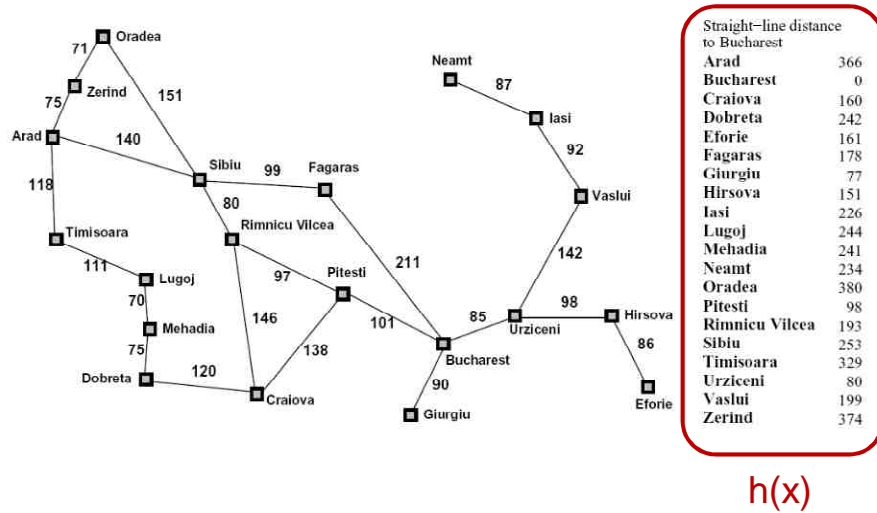 Oradea
71
Neamt
87
Zerind
151
75
Iasi
Arad
140
92
Sibiu
99
Fagaras
118
Vaslui
80
Rimnicu Vilcea
Timisoara
142
111
211
Lugoj
97
Pitesti
70
98
Hirsova
85
Urziceni
146
101
Mehadia
138
86
75
Bucharest
120
90
Dobreta
Craiova
Eforie
Giurgiu
Straight-line distance
to Bucharest
Arad 366
Bucharest 0
Craiova 160
Dobreta 242
Eforie 161
Fagaras 178
Giurgiu 77
Hirsova 151
Iasi 226
Lugoj 244
Mehadia 241
Neamt 234
Oradea 380
Pitesti 98
Rimnicu Vilcea 193
Sibiu 253
Timisoara 329
Urziceni 80
Vaslui 199
Zerind 374
h(x)